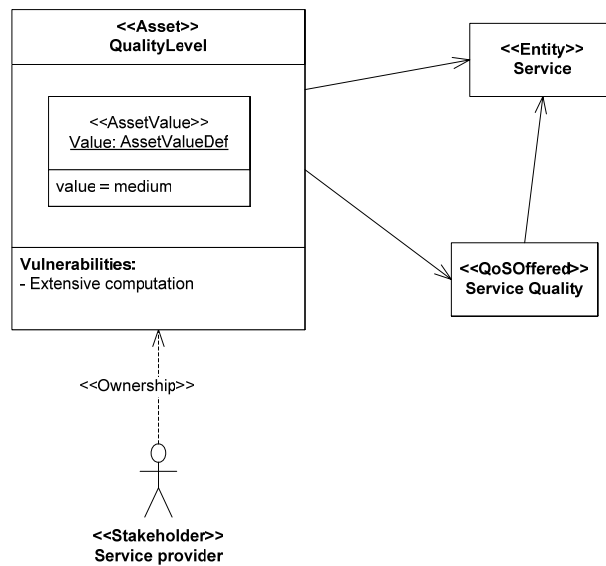 <<Asset>>
QualityLevel
<<AssetValue>>
Value: AssetValueDef
value = medium
Vulnerabilities:
- Extensive computation
<<Entity>>
Service
<<QoSOffered>>
Service Quality
<<Ownership>>
<<Stakeholder>>
Service provider